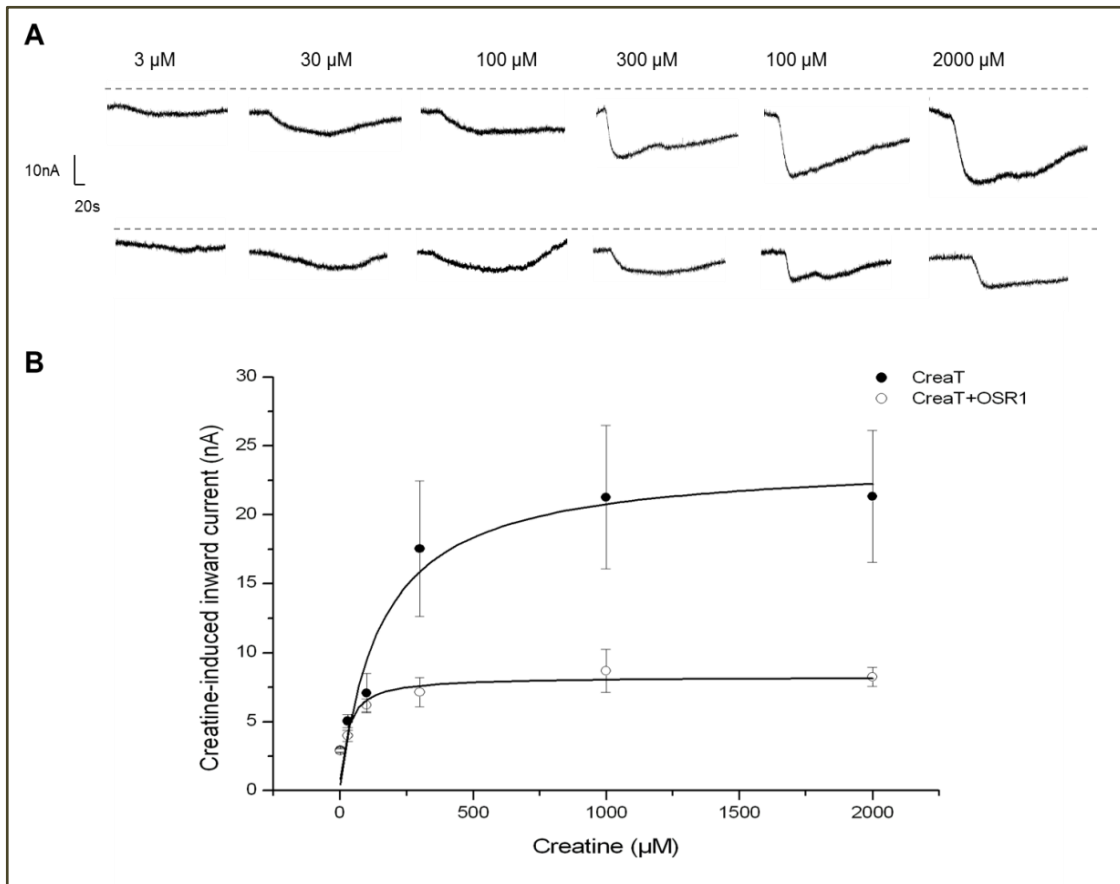 A
3 µM 30 µM 100 µM 300 µM 100 µM 2000 µM
10nA
20s
B
30
25
20
15
10
5
0
Creatine-induced inward current (nA)
CreaT
CreaT+OSR1
0 500 1000 1500 2000
Creatine (µM)